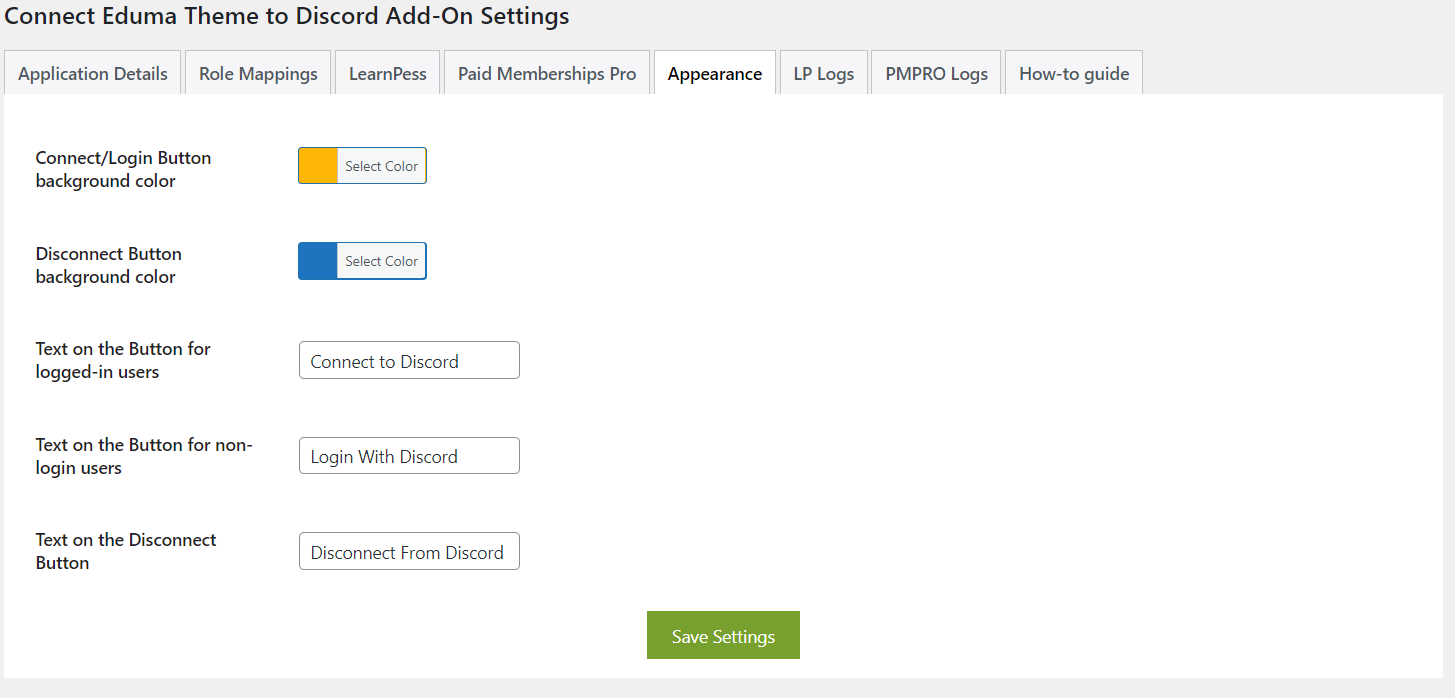 Connect Eduma Theme to Discord Add-On Settings
Application Details
Role Mappings
LearnPess
Paid Memberships Pro
Appearance
LP Logs
PMPRO Logs
How-to guide
Connect/Login Button
background color
Select Color
Disconnect Button
background color
Select Color
Text on the Button for
logged-in users
Connect to Discord
Text on the Button for non-
login users
Login With Discord
Text on the Disconnect
Button
Disconnect From Discord
Save Settings